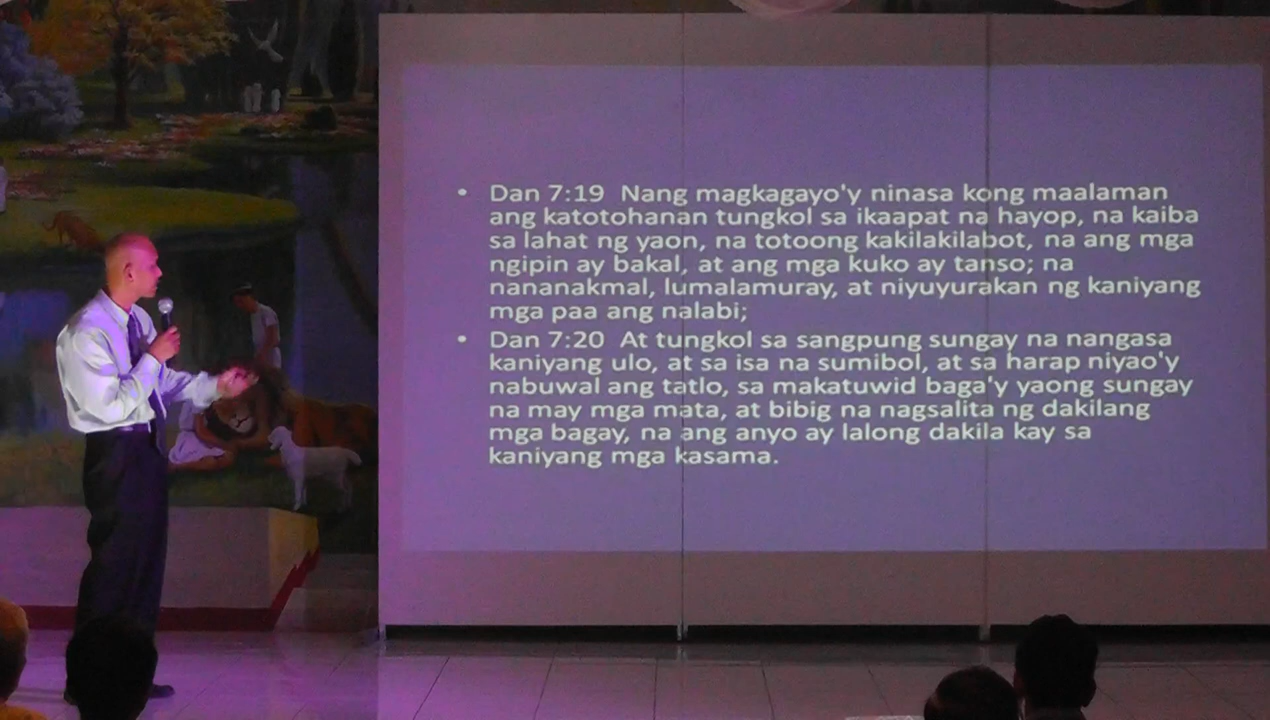 • Dan 7:19 Nang magkagayo'y ninasa kong maalaman
ang katotohanan tungkol sa ikaapat na hayop, na kaiba
sa lahat ng yaon, na totoong kakilakilabot, na ang mga
ngipin ay bakal, at ang mga kuko ay tanso; na
nananakmal, lumalamuray, at niyuyurakan ng kaniyang
mga paa ang nalabi;
• Dan 7:20 At tungkol sa sangpung sungay na nangasa
kaniyang ulo, at sa isa na sumibol, at sa harap niyao'y
nabuwal ang tatlo, sa makatuwid baga'y yaong sungay
na may mga mata, at bibig na nagsalita ng dakilang
mga bagay, na ang anyo ay lalong dakila kay sa
kaniyang mga kasama.